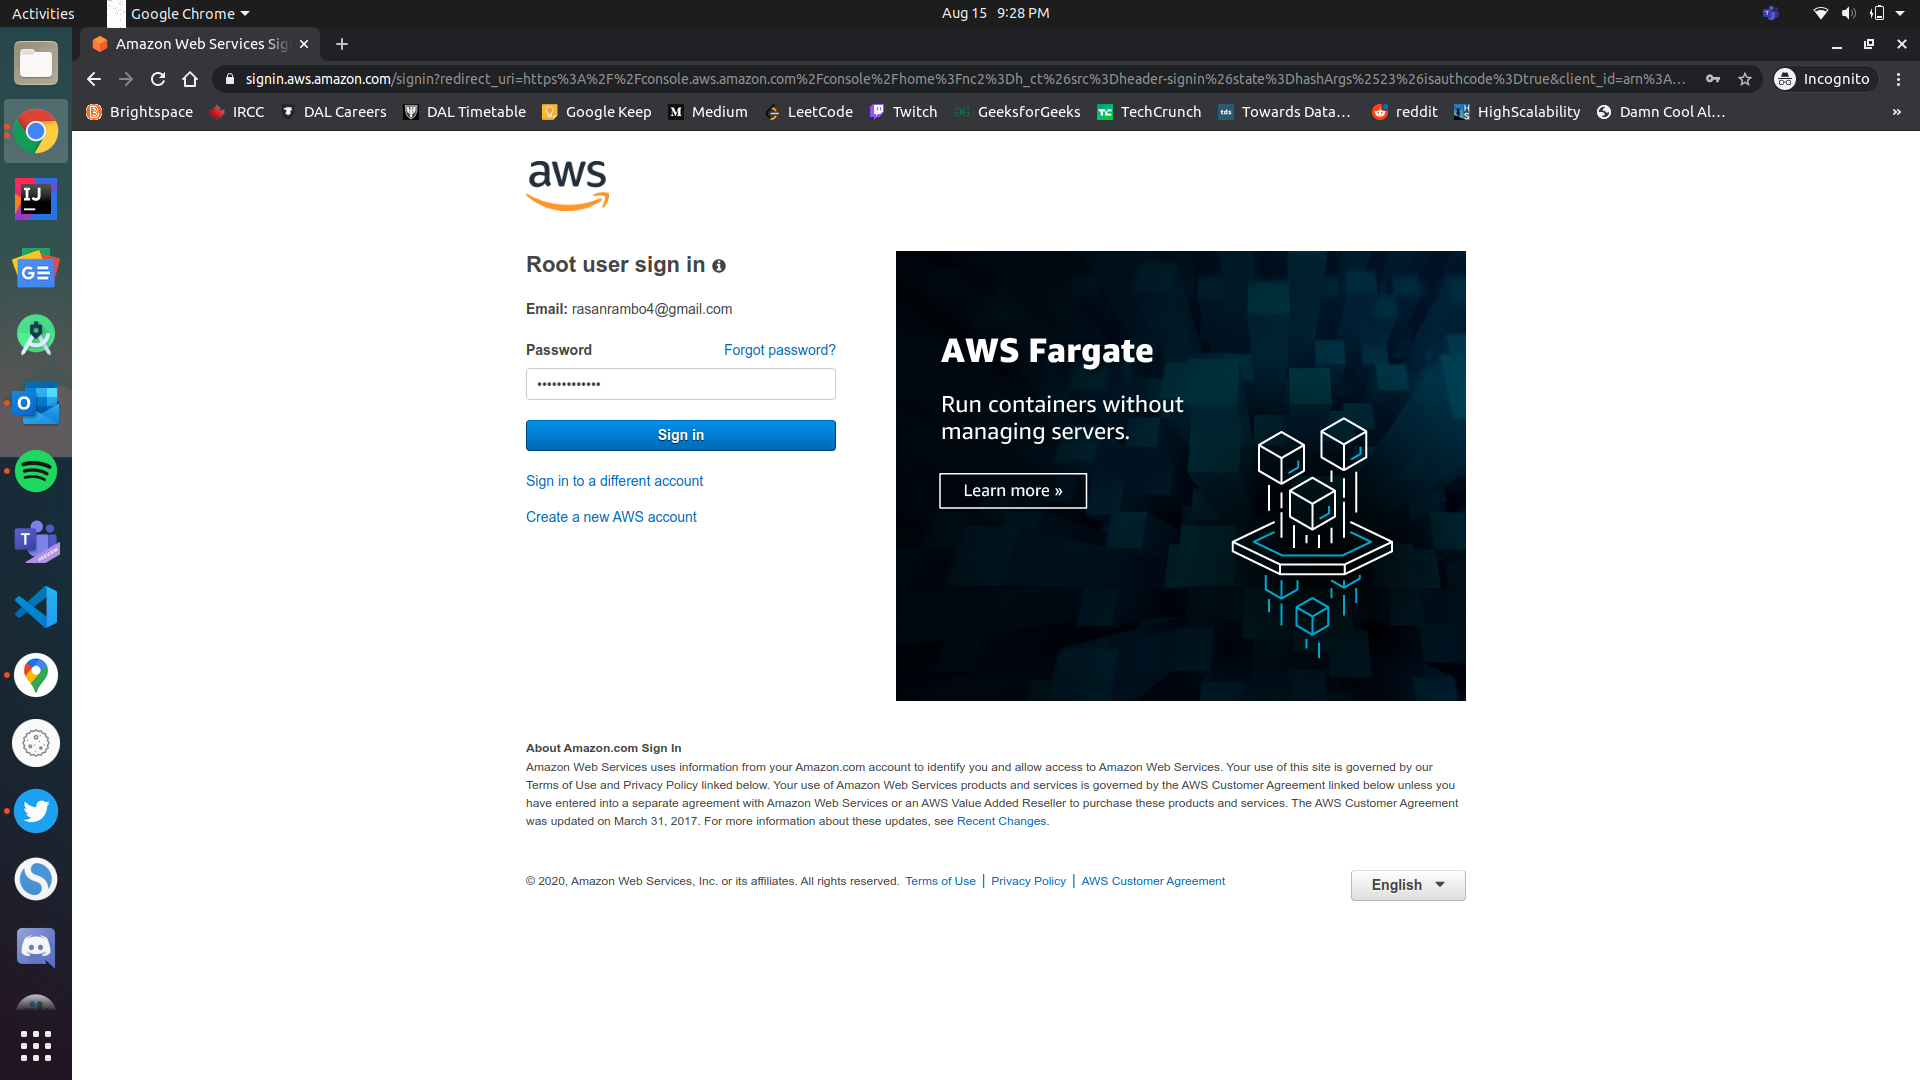 Activities
Google Chrome
Aug 15 9:28 PM
Amazon Web Services Sig
signin.aws.amazon.com/signin?redirect_uri=https%3A%2F%2Fconsole.aws.amazon.com%2Fconsole%2Fhome%3Fnc2%3Dh_ct%26src%3Dheader-signin%26state%3DhashArgs%2523%26isauthcode%3Dtrue&client_id=arn%3A...
Incognito
Brightspace IRCC DAL Careers DAL Timetable Google Keep Medium LeetCode Twitch GeeksforGeeks TechCrunch Towards Data... reddit HighScalability Damn Cool Al... »
aws
Root user sign in
Email: rasanrambo4@gmail.com
Password Forgot password?
•••••••••••••
Sign in
Sign in to a different account
Create a new AWS account
AWS Fargate
Run containers without
managing servers.
Learn more »
About Amazon.com Sign In
Amazon Web Services uses information from your Amazon.com account to identify you and allow access to Amazon Web Services. Your use of this site is governed by our
Terms of Use and Privacy Policy linked below. Your use of Amazon Web Services products and services is governed by the AWS Customer Agreement linked below unless you
have entered into a separate agreement with Amazon Web Services or an AWS Value Added Reseller to purchase these products and services. The AWS Customer Agreement
was updated on March 31, 2017. For more information about these updates, see Recent Changes.
© 2020, Amazon Web Services, Inc. or its affiliates. All rights reserved. Terms of Use | Privacy Policy | AWS Customer Agreement
English